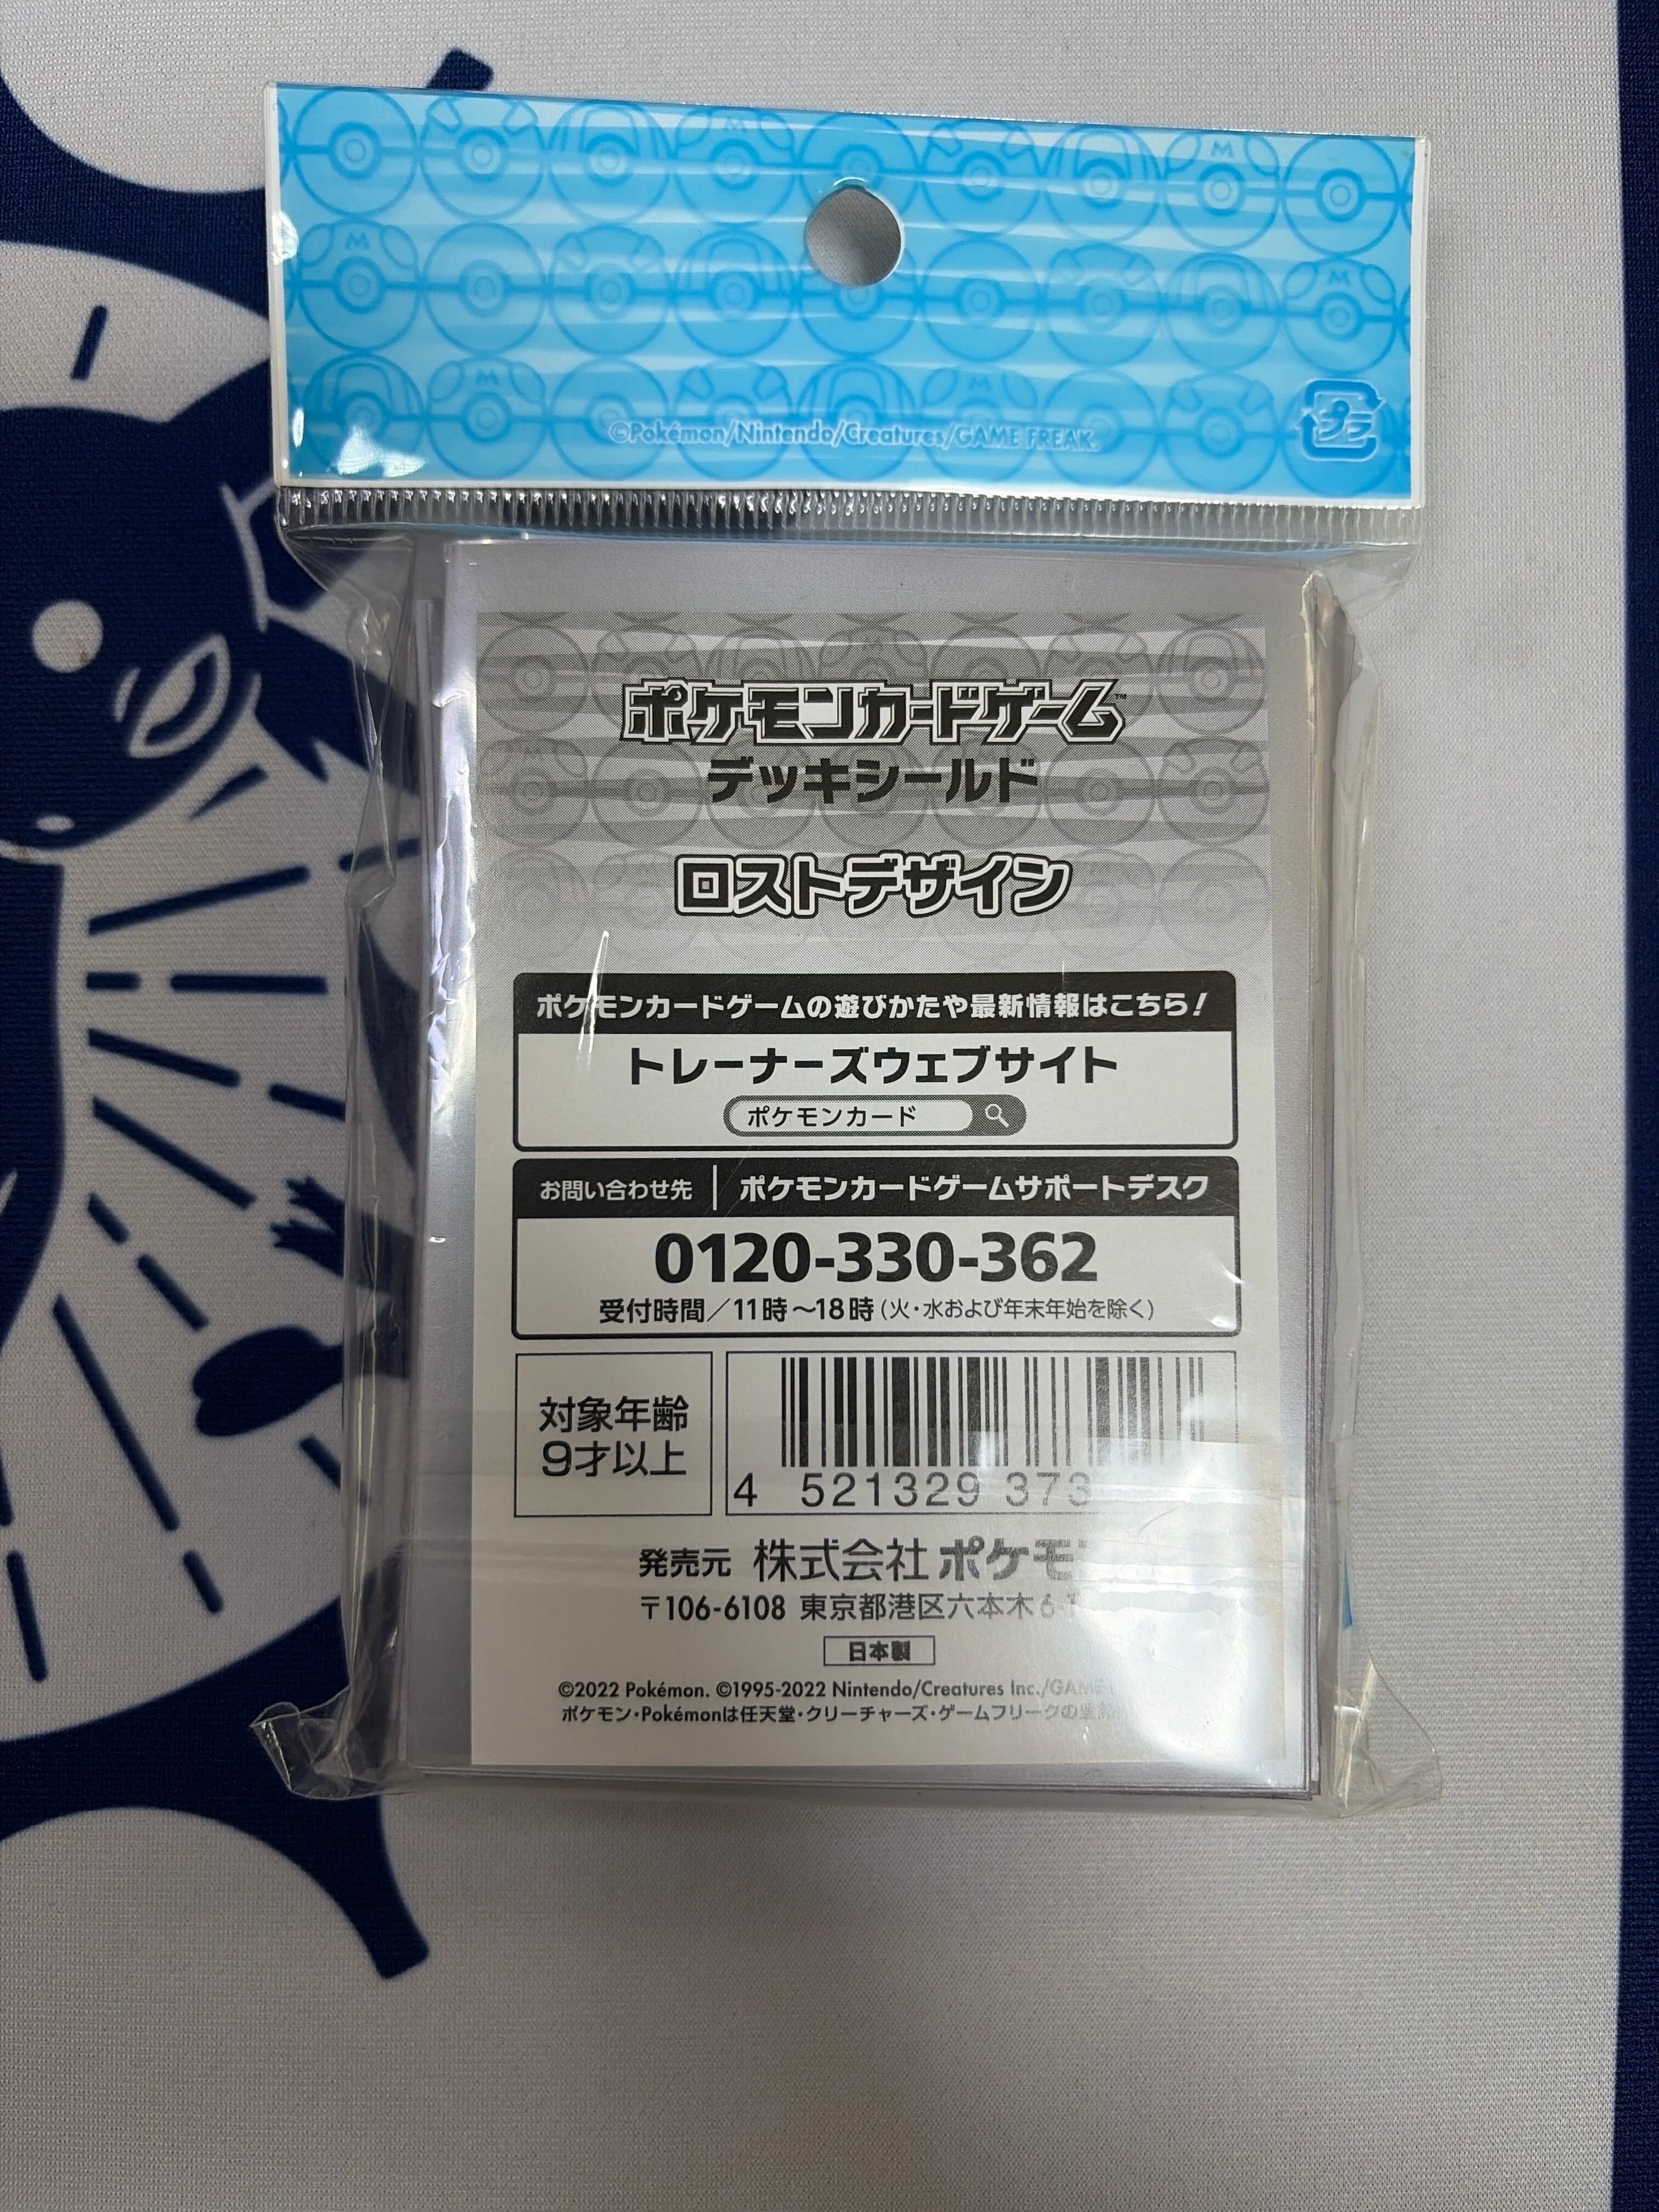 ©Pokémon/Nintendo/Creatures/GAME FREAK.
プラ
ポケモンカードゲーム™
デッキシールド
ロストデザイン
ポケモンカードゲームの遊びかたや最新情報はこちら!
トレーナーズウェブサイト
ポケモンカード
お問い合わせ先 ポケモンカードゲームサポートデスク
0120-330-362
受付時間/11時〜18時(火・水および年末年始を除く)
対象年齢
9才以上
4 521329 373
発売元 株式会社ポケモ
〒106-6108 東京都港区六本木6-1
日本製
©2022 Pokémon. ©1995-2022 Nintendo/Creatures Inc./GAME
ポケモン・Pokémonは任天堂・クリーチャーズ・ゲームフリークの